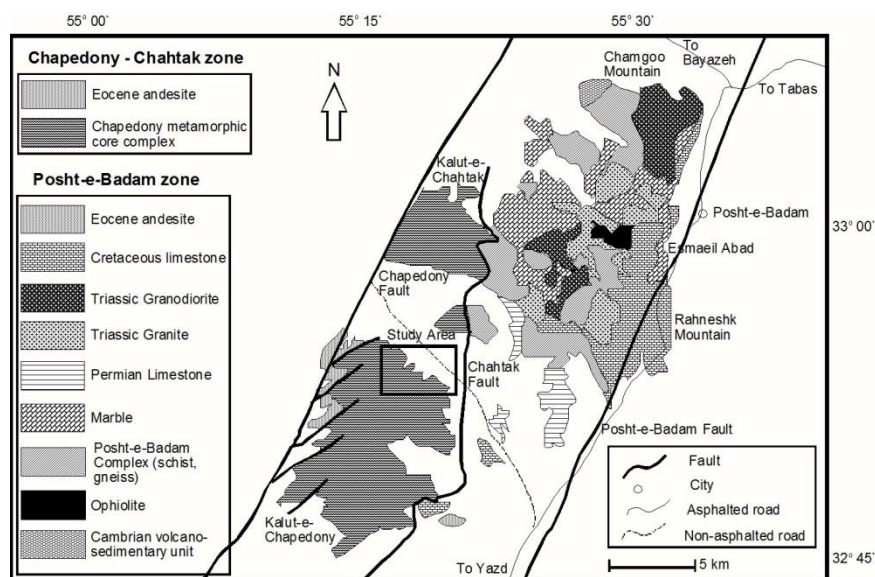 55° 00'
55° 15'
55° 30'
Chapedony - Chahtak zone
Eocene andesite
Chapedony metamorphic
core complex
Posht-e-Badam zone
Eocene andesite
Cretaceous limestone
Triassic Granodiorite
Triassic Granite
Permian Limestone
Marble
Posht-e-Badam
Complex (schist,
gneiss)
Ophiolite
Cambrian volcano-
sedimentary unit
N
Chamgoo
Mountain
To
Bayazeh
To Tabas
Kalut-e-
Chahtak
Posht-e-Badam
33° 00'
Esmaeil Abad
Chapedony
Fault
Rahneshk
Mountain
Study Area
Chahtak
Fault
Posht-e-Badam Fault
Kalut-e-
Chapedony
To Yazd
Fault
City
Asphalted road
Non-asphalted road
5 km
32° 45'